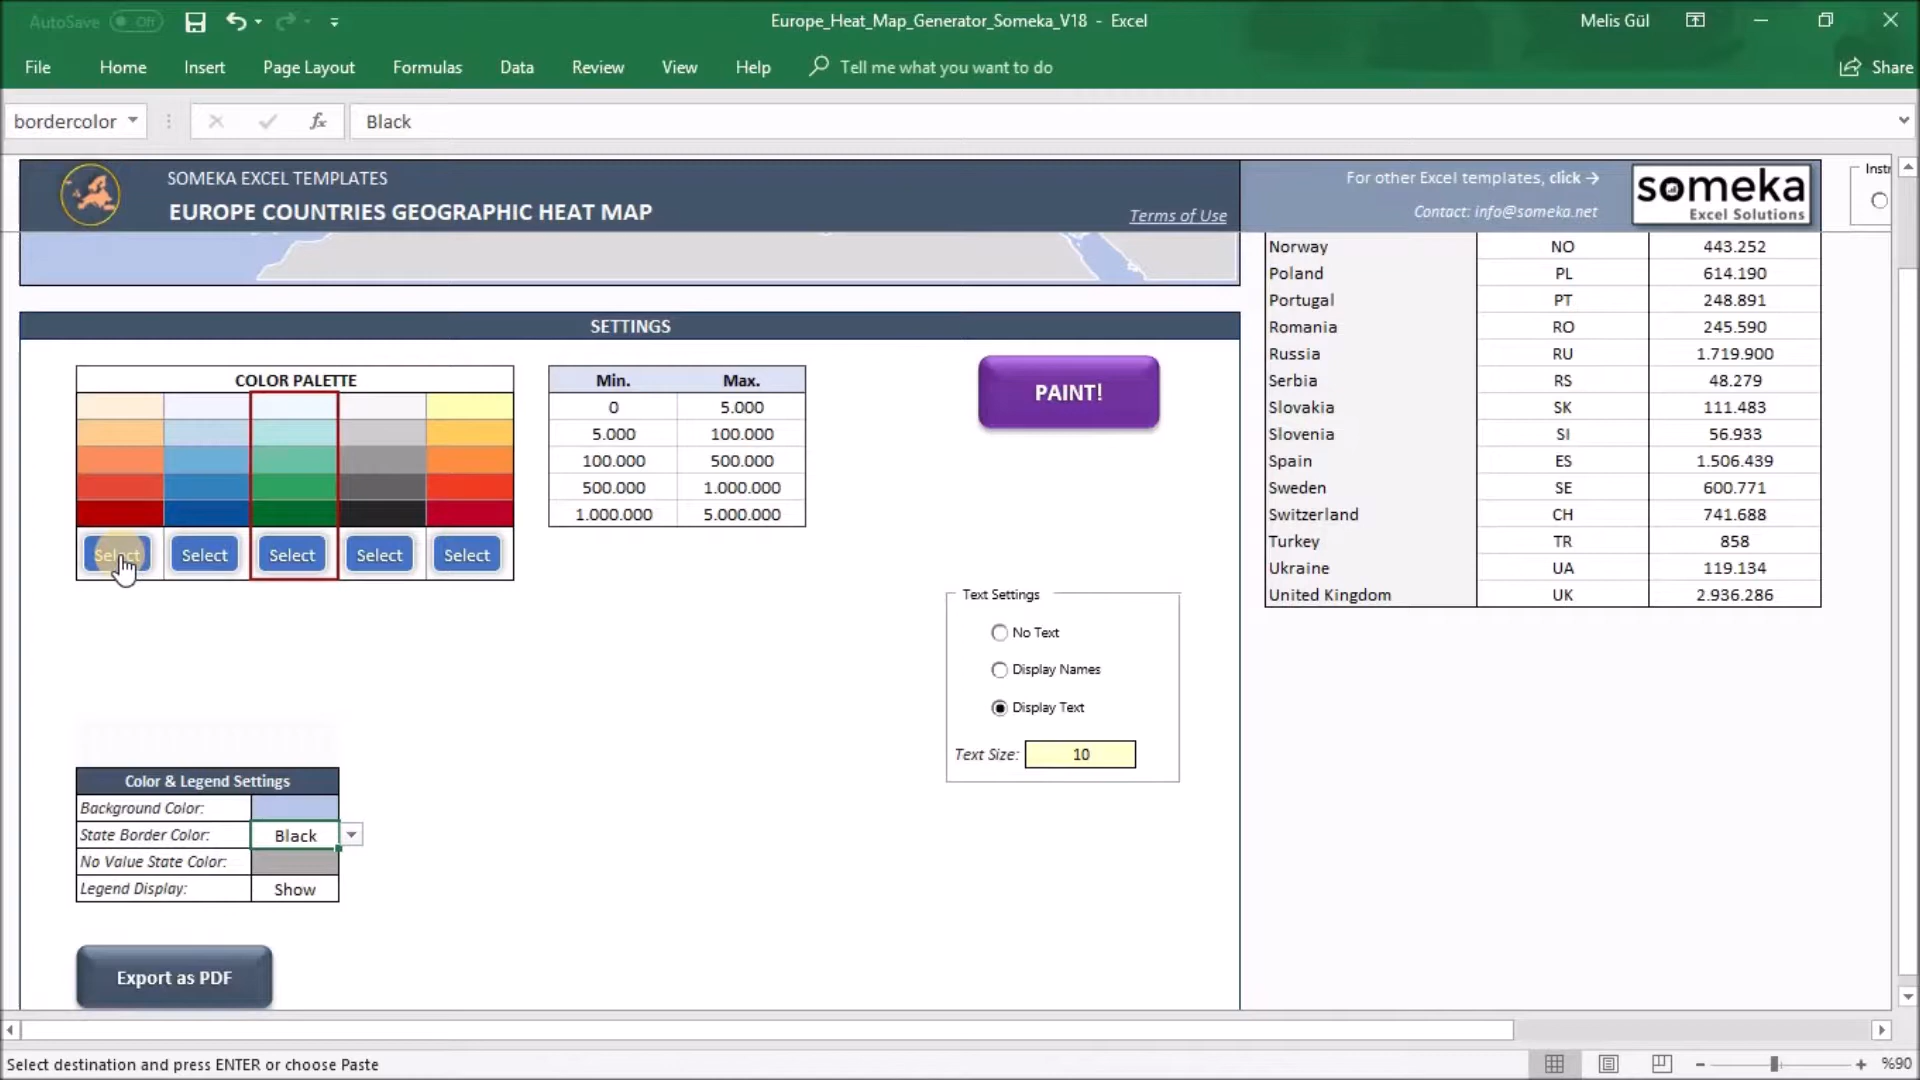 AutoSave Off
Europe_Heat_Map_Generator_Someka_V18 - Excel
Melis Gül
File Home Insert Page Layout Formulas Data Review View Help Tell me what you want to do Share
bordercolor fx Black
SOMEKA EXCEL TEMPLATES
EUROPE COUNTRIES GEOGRAPHIC HEAT MAP
Terms of Use
For other Excel templates, click →
Contact: info@someka.net
someka
Excel Solutions
Instr
SETTINGS
COLOR PALETTE
Select Select Select Select Select
Min. Max.
0 5.000
5.000 100.000
100.000 500.000
500.000 1.000.000
1.000.000 5.000.000
PAINT!
Text Settings
No Text
Display Names
Display Text
Text Size: 10
Color & Legend Settings
Background Color:
State Border Color: Black
No Value State Color:
Legend Display: Show
Export as PDF
Norway NO 443.252
Poland PL 614.190
Portugal PT 248.891
Romania RO 245.590
Russia RU 1.719.900
Serbia RS 48.279
Slovakia SK 111.483
Slovenia SI 56.933
Spain ES 1.506.439
Sweden SE 600.771
Switzerland CH 741.688
Turkey TR 858
Ukraine UA 119.134
United Kingdom UK 2.936.286
Select destination and press ENTER or choose Paste
%90